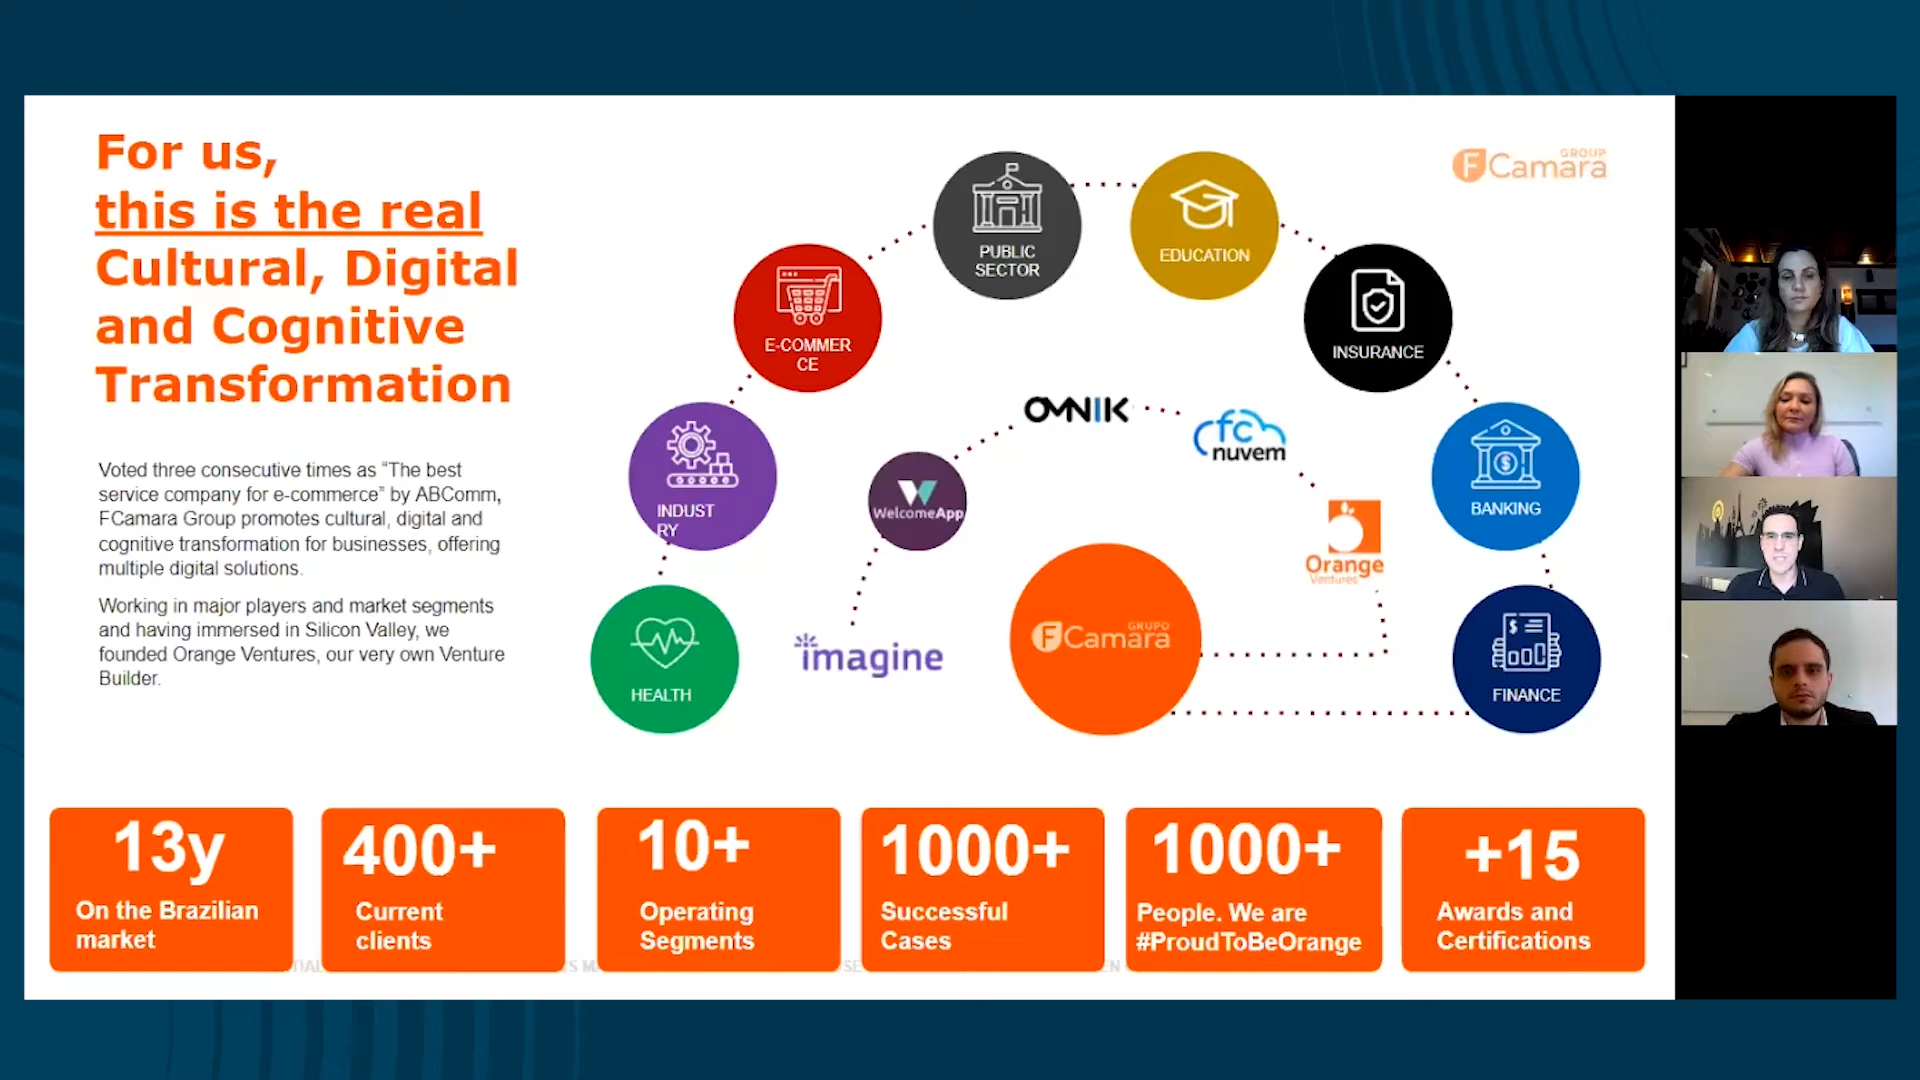 For us,
this is the real
Cultural, Digital
and Cognitive
Transformation
Voted three consecutive times as “The best
service company for e-commerce” by ABComm,
FCamara Group promotes cultural, digital and
cognitive transformation for businesses, offering
multiple digital solutions.
Working in major players and market segments
and having immersed in Silicon Valley, we
founded Orange Ventures, our very own Venture
Builder.
GROUP
FCamara
PUBLIC
SECTOR
EDUCATION
E-COMMER
CE
INSURANCE
INDUST
RY
BANKING
HEALTH
FINANCE
OMNIK
fc
nuvem
WelcomeApp
Orange
Ventures
imagine
GRUPO
FCamara
13y
On the Brazilian
market
400+
Current
clients
10+
Operating
Segments
1000+
Successful
Cases
1000+
People. We are
#ProudToBeOrange
+15
Awards and
Certifications